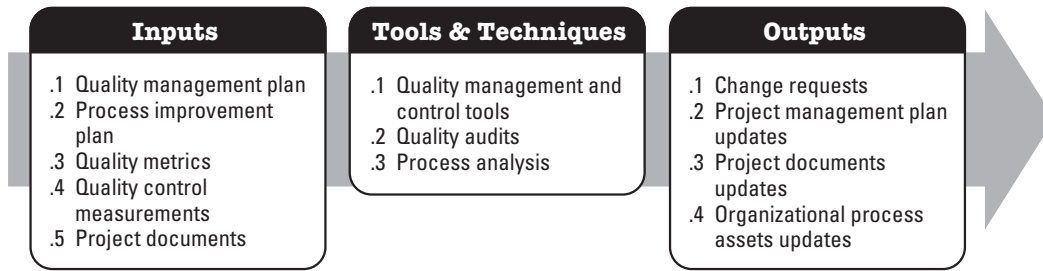 Inputs
.1 Quality management plan
.2 Process improvement
plan
.3 Quality metrics
.4 Quality control
measurements
.5 Project documents
Tools & Techniques
.1 Quality management and
control tools
.2 Quality audits
.3 Process analysis
Outputs
.1 Change requests
.2 Project management plan
updates
.3 Project documents
updates
.4 Organizational process
assets updates